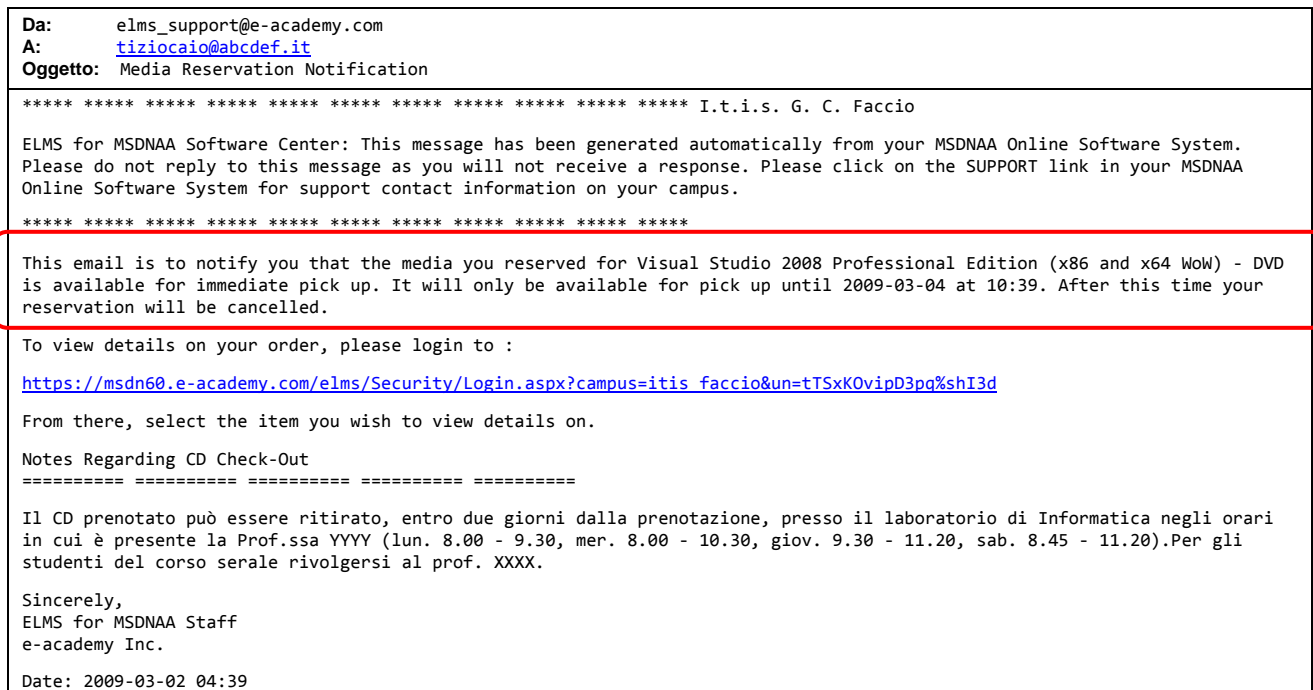 Da: elms_support@e-academy.com
A: tiziocaio@abcdef.it
Oggetto: Media Reservation Notification
***** ***** ***** ***** ***** ***** ***** ***** ***** ***** ***** I.t.i.s. G. C. Faccio
ELMS for MSDNAA Software Center: This message has been generated automatically from your MSDNAA Online Software System.
Please do not reply to this message as you will not receive a response. Please click on the SUPPORT link in your MSDNAA
Online Software System for support contact information on your campus.
***** ***** ***** ***** ***** ***** ***** ***** ***** ***** *****
This email is to notify you that the media you reserved for Visual Studio 2008 Professional Edition (x86 and x64 WoW) - DVD
is available for immediate pick up. It will only be available for pick up until 2009-03-04 at 10:39. After this time your
reservation will be cancelled.
To view details on your order, please login to :
https://msdn60.e-academy.com/elms/Security/Login.aspx?campus=itis_faccio&un=tTSxKOvipD3pq%shI3d
From there, select the item you wish to view details on.
Notes Regarding CD Check-Out
========== ========== ========== ========== ==========
Il CD prenotato può essere ritirato, entro due giorni dalla prenotazione, presso il laboratorio di Informatica negli orari
in cui è presente la Prof.ssa YYYY (lun. 8.00 - 9.30, mer. 8.00 - 10.30, giov. 9.30 - 11.20, sab. 8.45 - 11.20).Per gli
studenti del corso serale rivolgersi al prof. XXXX.
Sincerely,
ELMS for MSDNAA Staff
e-academy Inc.
Date: 2009-03-02 04:39